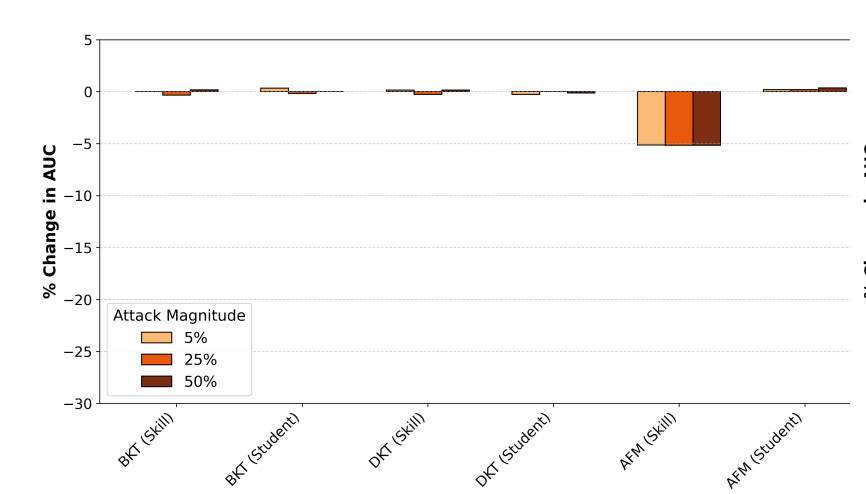 5
0
−5
−10
−15
−20
−25
−30
% Change in AUC
Attack Magnitude
5%
25%
50%
BKT (Skill)
BKT (Student)
DKT (Skill)
DKT (Student)
AFM (Skill)
AFM (Student)